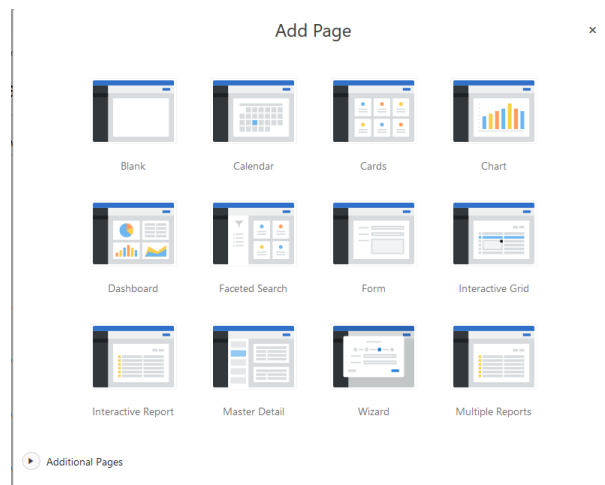 Add Page
×
Blank
Calendar
Cards
Chart
Dashboard
Faceted Search
Form
Interactive Grid
Interactive Report
Master Detail
Wizard
Multiple Reports
Additional Pages